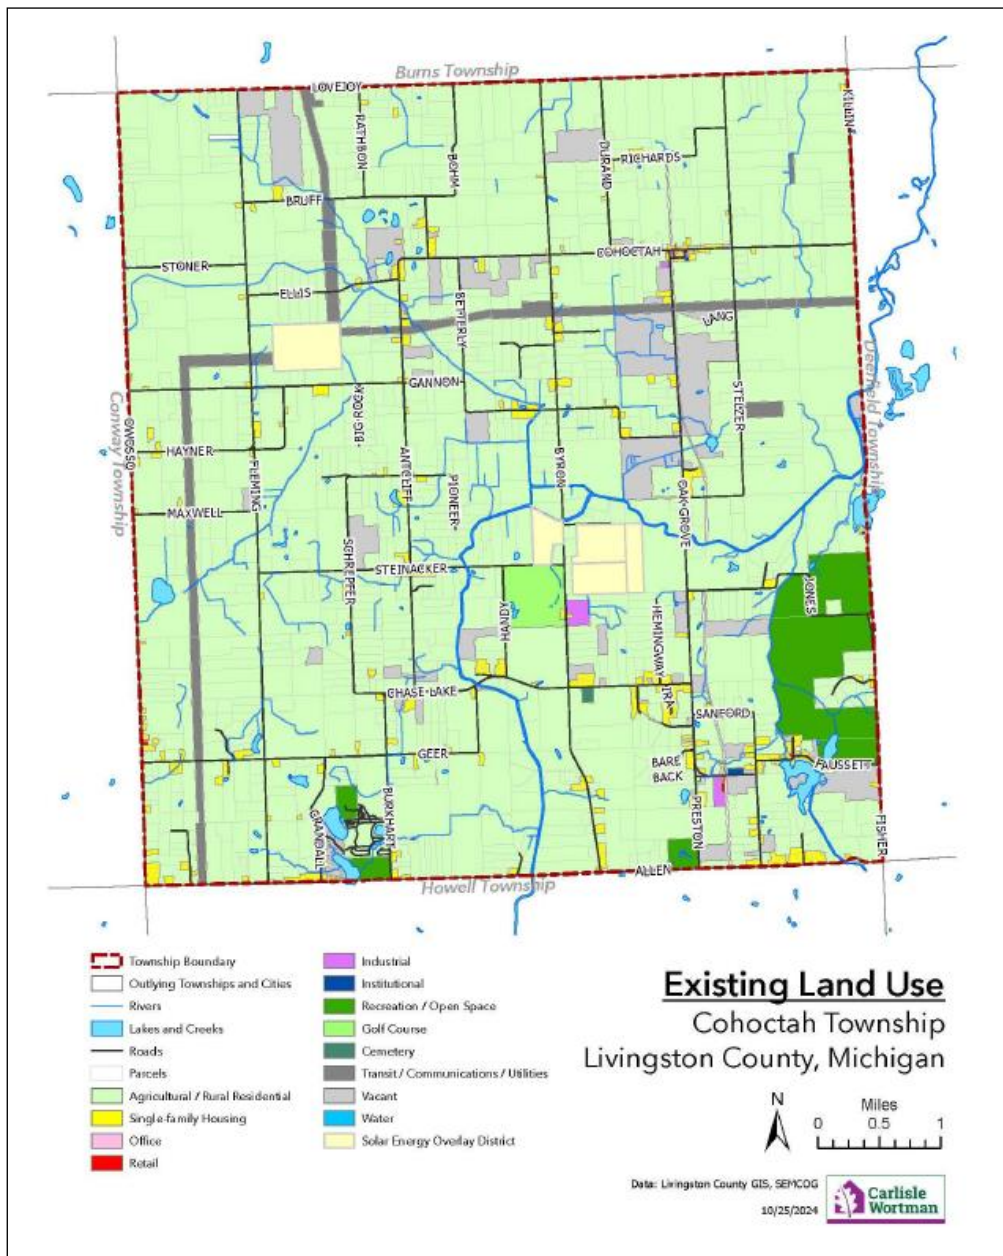 Burns Township
LOVEJOY
KILLIN
RATHBON
BOHM
DURAND
RICHARDS
BRUFF
COHOCTAH
STONER
ELLIS
BETTERLY
LANG
Deerfield Township
GANNON
BIGROCK
STELZER
Conway Township
OWOSSO
HAYNER
FLEMING
ANTCLIFF
PIONEER
BYRON
OAK GROVE
MAXWELL
SCHREPFER
STEINACKER
JONES
HANDY
HEMINGWAY
CHASE LAKE
JIRA
SANFORD
GEER
BARE
BACK
FAUSSETT
BURKHART
CRANDALL
PRESTON
FISHER
ALLEN
Howell Township
Township Boundary
Outlying Townships and Cities
Rivers
Lakes and Creeks
Roads
Parcels
Agricultural / Rural Residential
Single-family Housing
Office
Retail
Industrial
Institutional
Recreation / Open Space
Golf Course
Cemetery
Transit / Communications / Utilities
Vacant
Water
Solar Energy Overlay District
Existing Land Use
Cohoctah Township
Livingston County, Michigan
N
Miles
0 0.5 1
Data: Livingston County GIS, SEMCOG
10/25/2024
Carlisle
Wortman